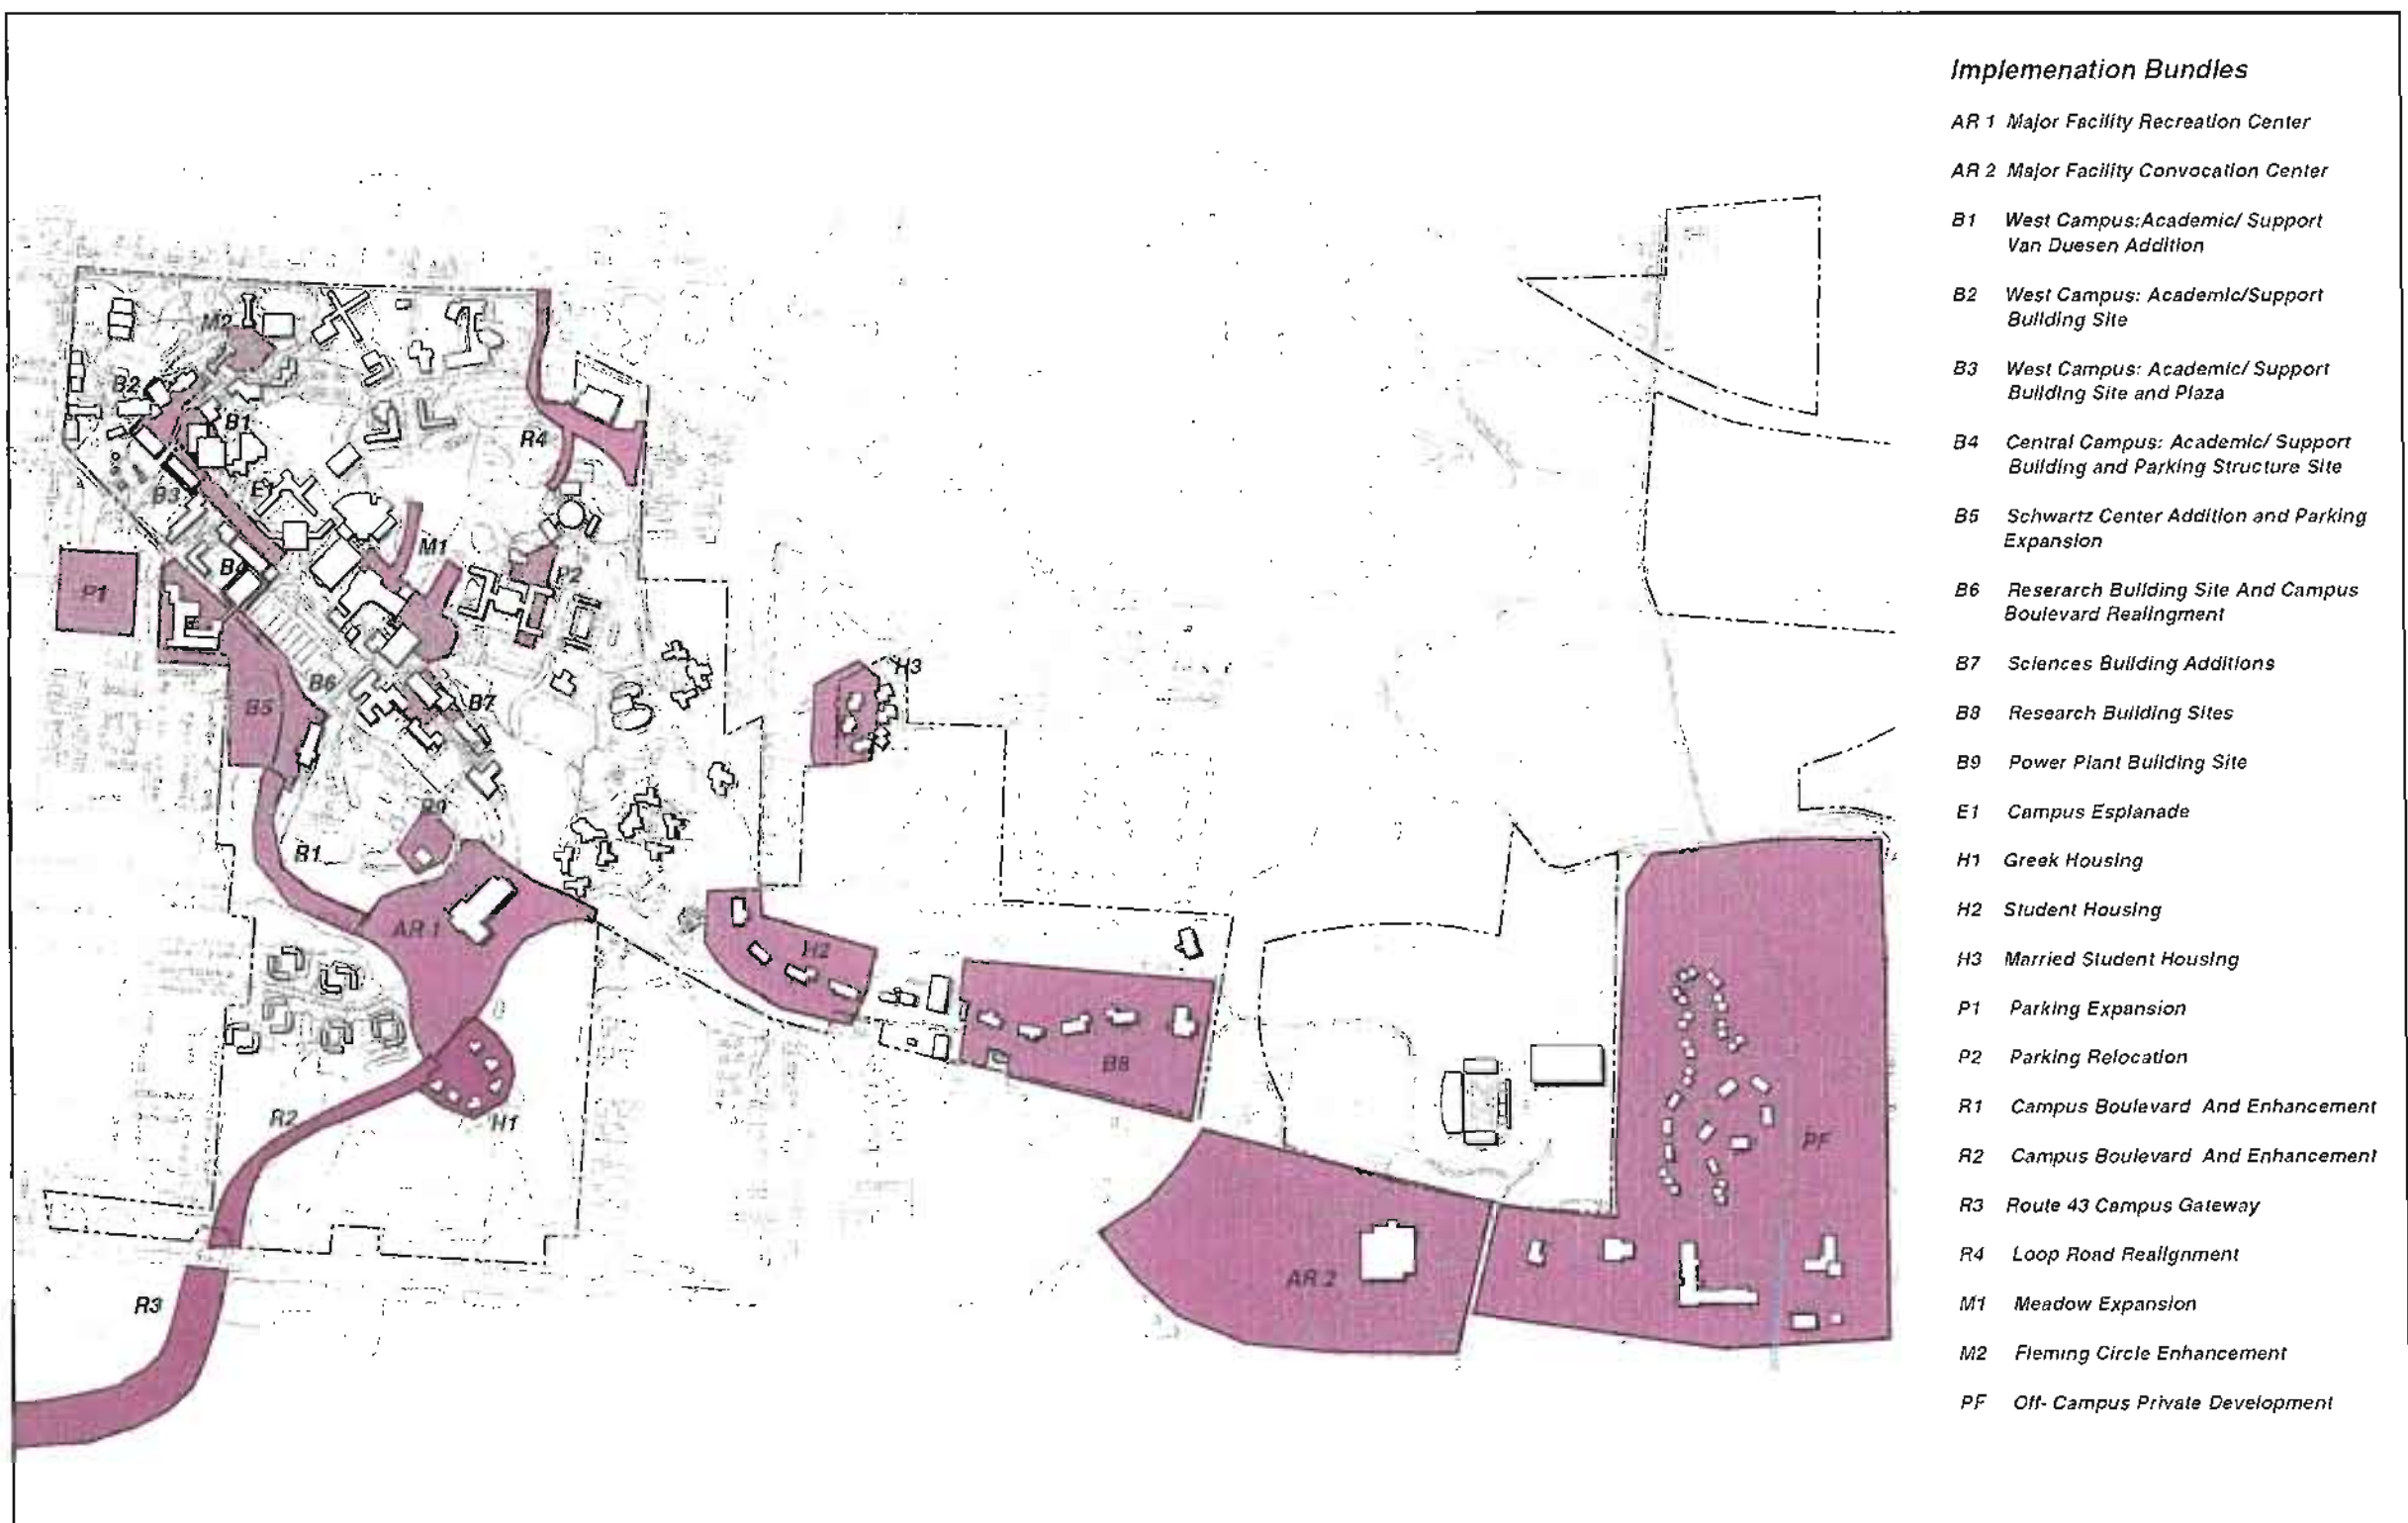 Implemenation Bundles
AR 1 Major Facility Recreation Center
AR 2 Major Facility Convocation Center
B1 West Campus:Academic/ Support
Van Duesen Addition
B2 West Campus: Academic/Support
Building Site
B3 West Campus: Academic/ Support
Building Site and Plaza
B4 Central Campus: Academic/ Support
Building and Parking Structure Site
B5 Schwartz Center Addition and Parking
Expansion
B6 Reserarch Building Site And Campus
Boulevard Realingment
B7 Sciences Building Additions
B8 Research Building Sites
B9 Power Plant Building Site
E1 Campus Esplanade
H1 Greek Housing
H2 Student Housing
H3 Married Student Housing
P1 Parking Expansion
P2 Parking Relocation
R1 Campus Boulevard And Enhancement
R2 Campus Boulevard And Enhancement
R3 Route 43 Campus Gateway
R4 Loop Road Realignment
M1 Meadow Expansion
M2 Fleming Circle Enhancement
PF Off- Campus Private Development
M2
B2
B1
R4
B3
E1
M1
B4
P2
P1
H3
B6
B5
B7
B9
B1
AR 1
H2
B8
R2
H1
PF
AR 2
R3